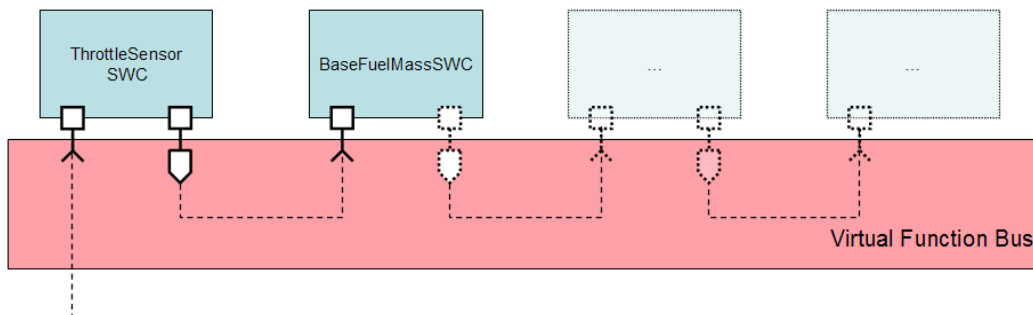 ThrottleSensor
SWC
BaseFuelMassSWC
...
...
Virtual Function Bus